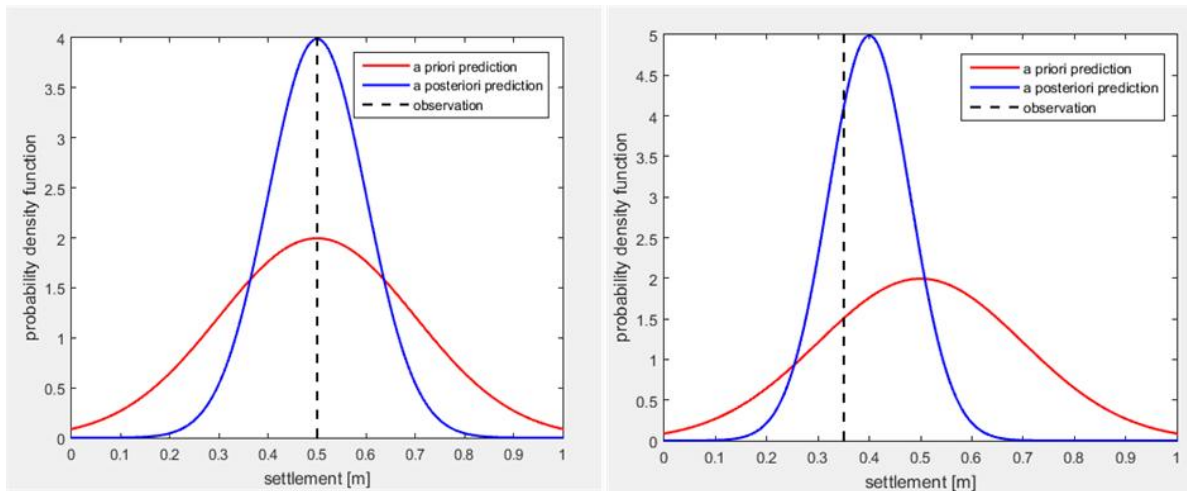 4
3.5
3
2.5
2
1.5
1
0.5
0
probability density function
a priori prediction
a posteriori prediction
observation
0 0.1 0.2 0.3 0.4 0.5 0.6 0.7 0.8 0.9 1
settlement [m]
5
4.5
4
3.5
3
2.5
2
1.5
1
0.5
0
probability density function
a priori prediction
a posteriori prediction
observation
0 0.1 0.2 0.3 0.4 0.5 0.6 0.7 0.8 0.9 1
settlement [m]